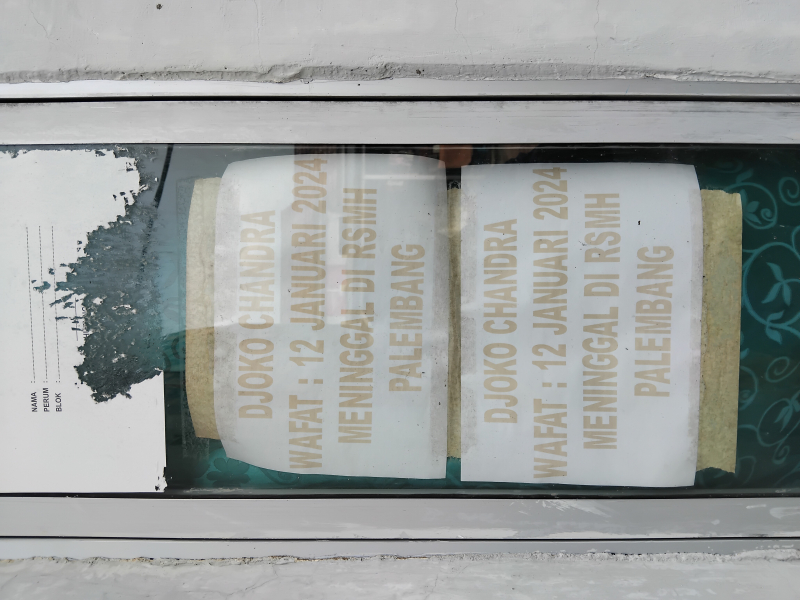 NAMA :
PERUM :
BLOK :
DJOKO CHANDRA
WAFAT : 12 JANUARI 2024
MENINGGAL DI RSMH
PALEMBANG
DJOKO CHANDRA
WAFAT : 12 JANUARI 2024
MENINGGAL DI RSMH
PALEMBANG